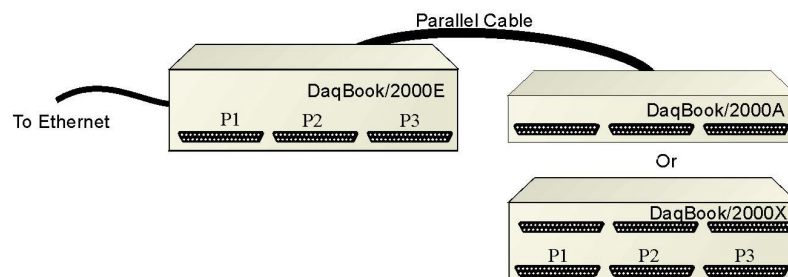 Parallel Cable
DaqBook/2000E
P1 P2 P3
To Ethernet
DaqBook/2000A
Or
DaqBook/2000X
P1 P2 P3